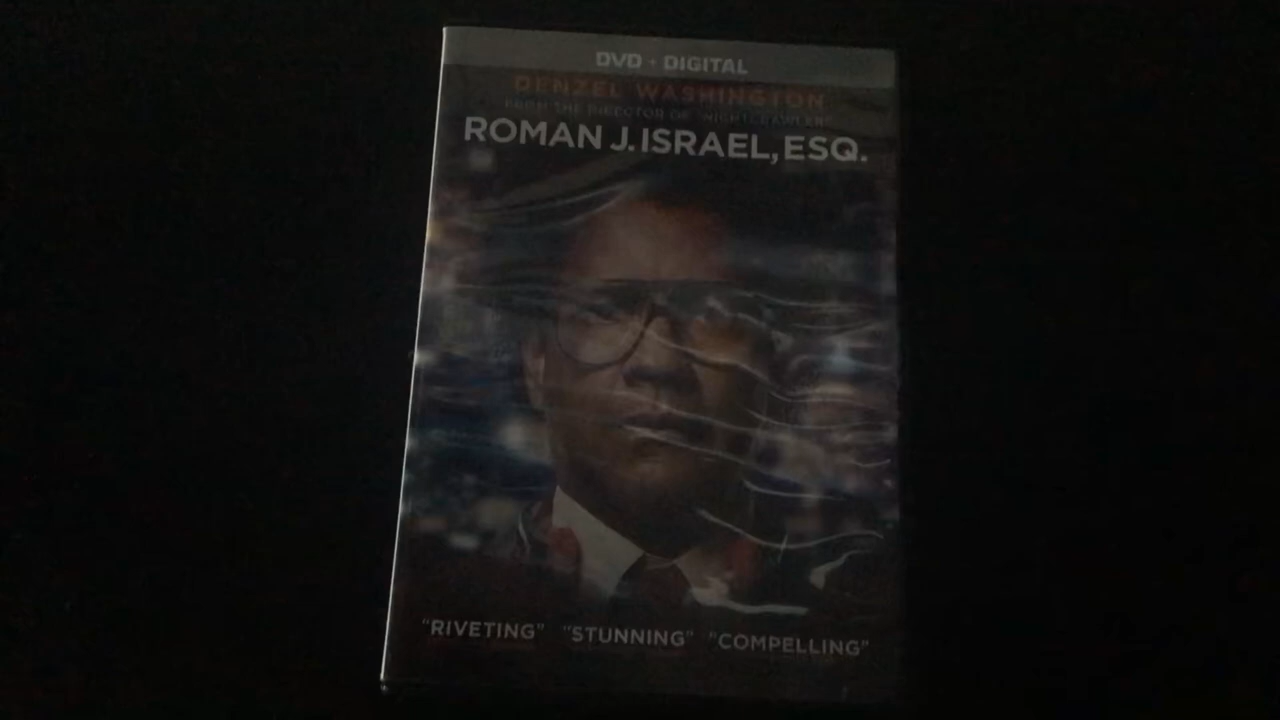 DVD + DIGITAL
DENZEL WASHINGTON
FROM THE DIRECTOR OF NIGHTCRAWLER
ROMAN J. ISRAEL, ESQ.
"RIVETING" "STUNNING" "COMPELLING"